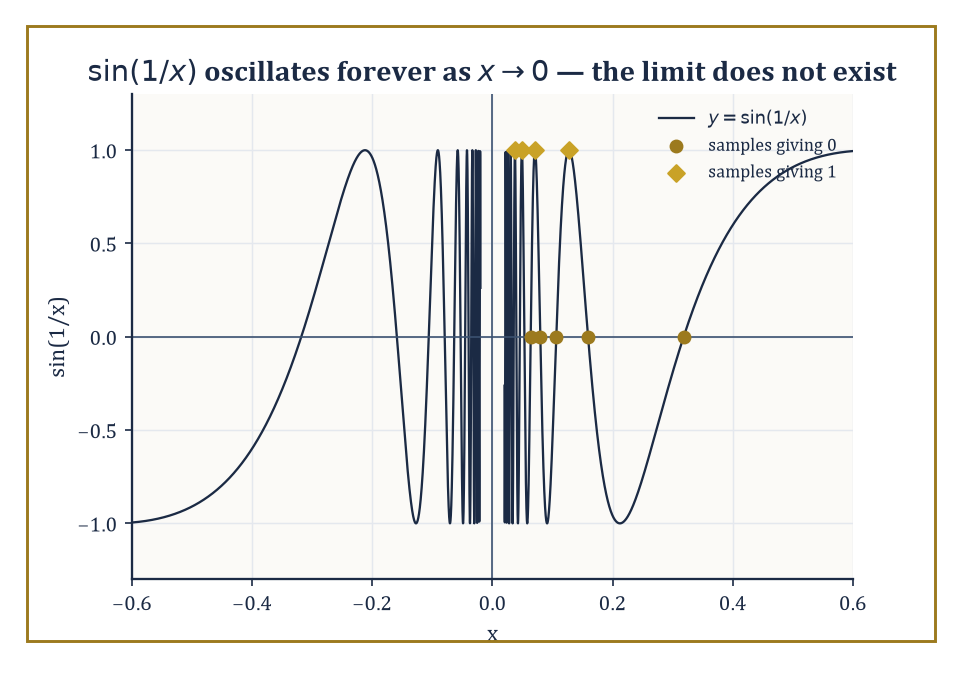 sin(1/x) oscillates forever as x → 0 — the limit does not exist
y = sin(1/x)
samples giving 0
samples giving 1
1.0
0.5
0.0
−0.5
−1.0
sin(1/x)
−0.6 −0.4 −0.2 0.0 0.2 0.4 0.6
x